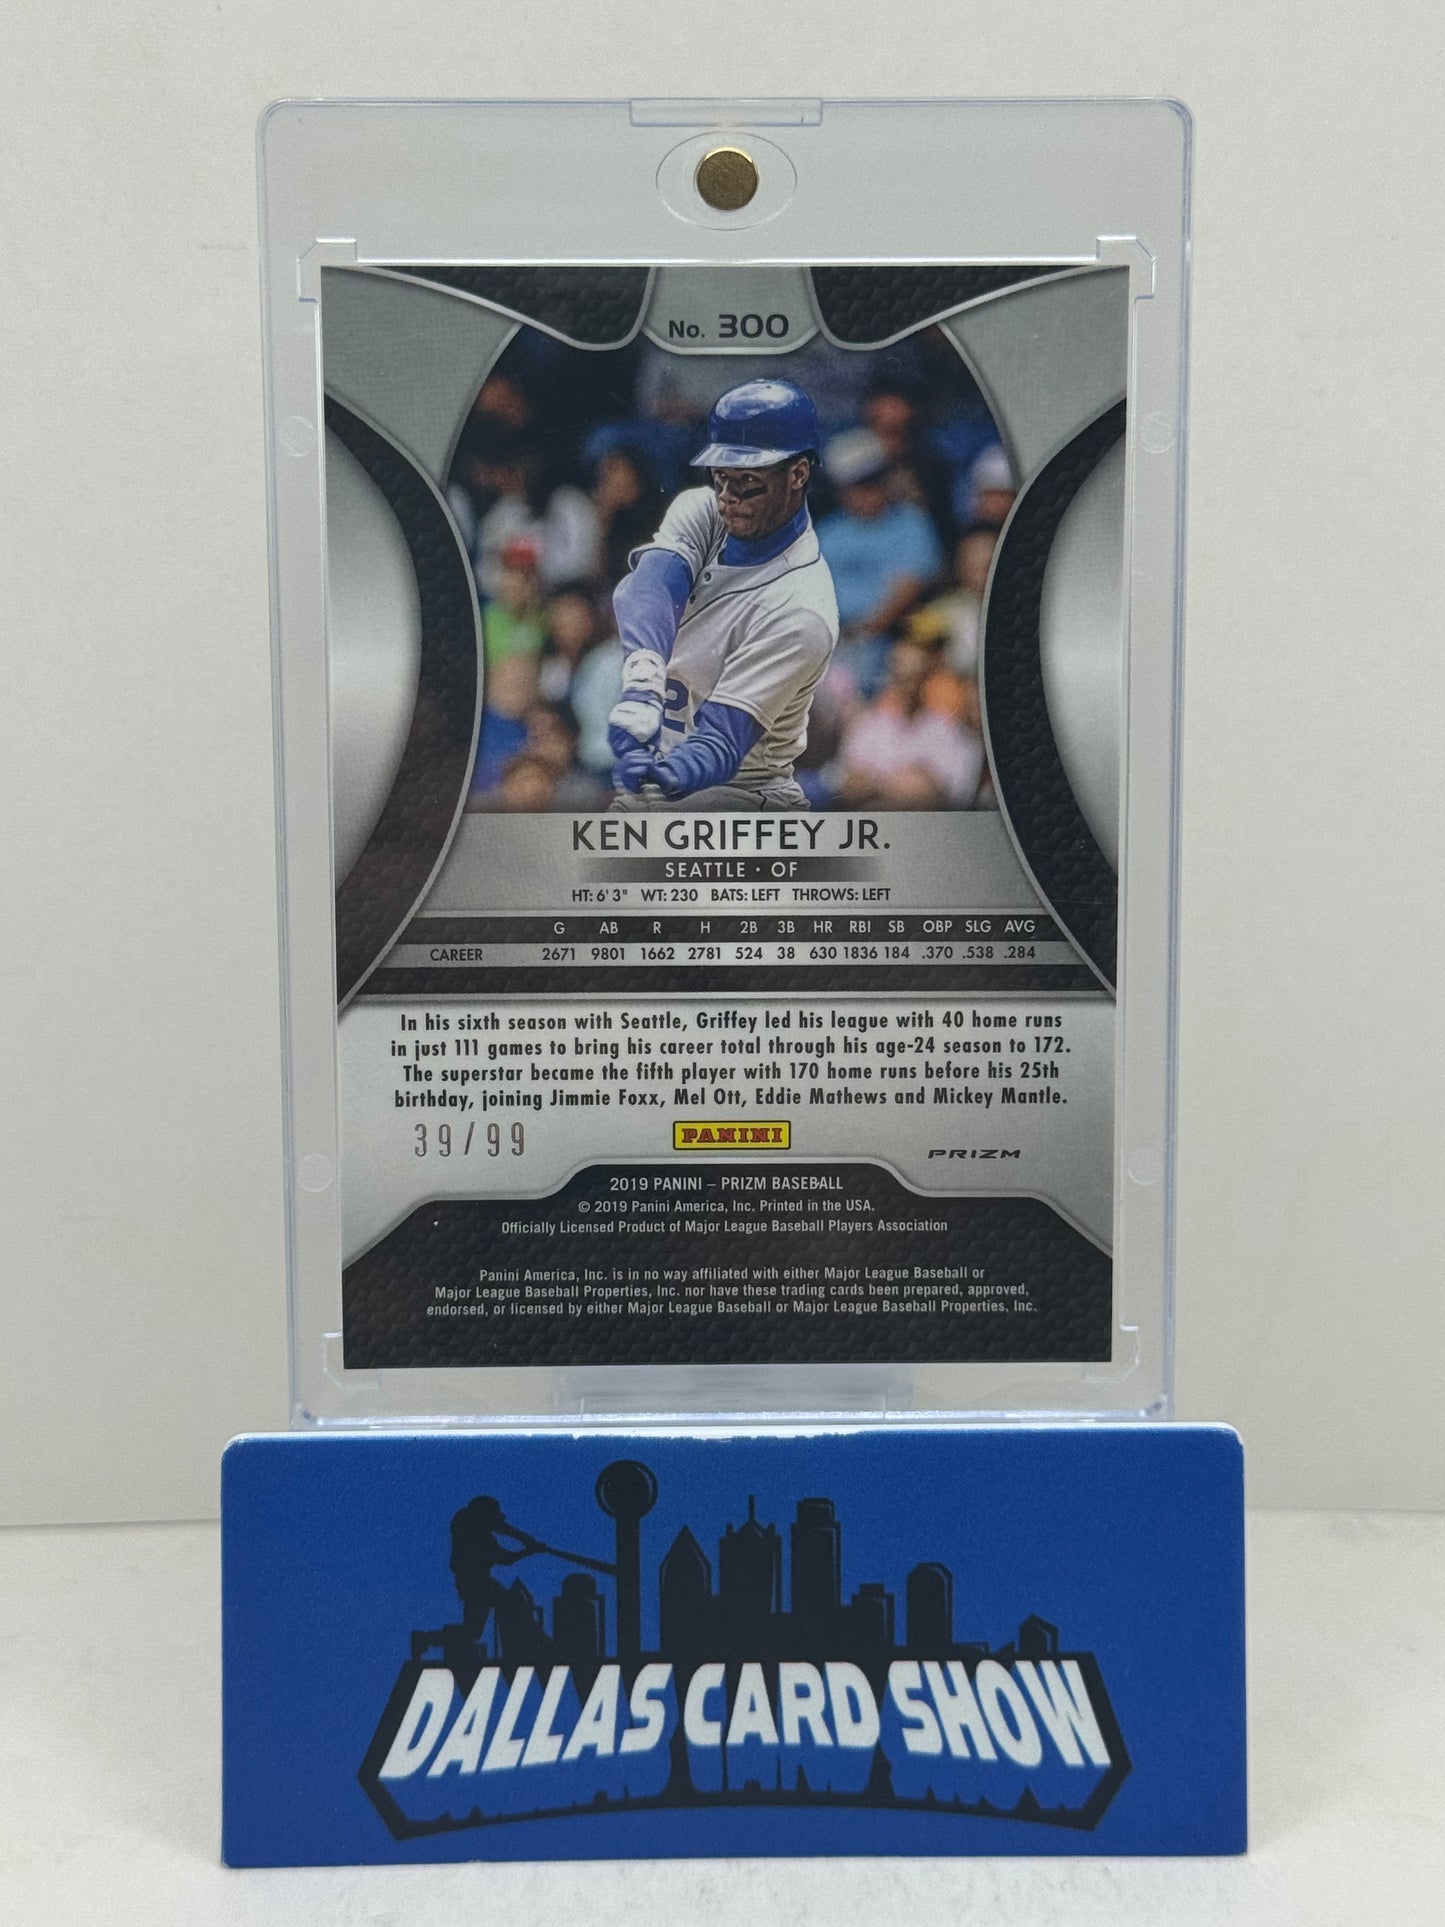 No. 300
2
KEN GRIFFEY JR.
SEATTLE · OF
HT: 6' 3" WT: 230 BATS: LEFT THROWS: LEFT
G AB R H 2B 3B HR RBI SB OBP SLG AVG
CAREER 2671 9801 1662 2781 524 38 630 1836 184 .370 .538 .284
In his sixth season with Seattle, Griffey led his league with 40 home runs
in just 111 games to bring his career total through his age-24 season to 172.
The superstar became the fifth player with 170 home runs before his 25th
birthday, joining Jimmie Foxx, Mel Ott, Eddie Mathews and Mickey Mantle.
39/99
PANINI
PRIZM
2019 PANINI – PRIZM BASEBALL
© 2019 Panini America, Inc. Printed in the USA.
Officially Licensed Product of Major League Baseball Players Association
Panini America, Inc. is in no way affiliated with either Major League Baseball or
Major League Baseball Properties, Inc. nor have these trading cards been prepared, approved,
endorsed, or licensed by either Major League Baseball or Major League Baseball Properties, Inc.
DALLAS CARD SHOW